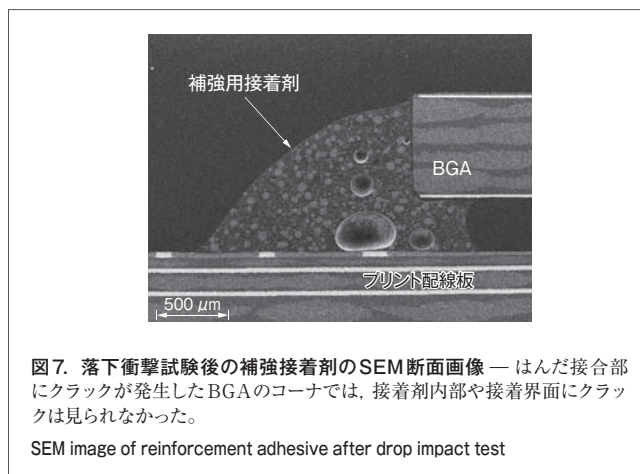 補強用接着剤
BGA
プリント配線板
500 μm
図7. 落下衝撃試験後の補強接着剤のSEM断面画像 — はんだ接合部
にクラックが発生したBGAのコーナでは，接着剤内部や接着界面にクラッ
クは見られなかった。
SEM image of reinforcement adhesive after drop impact test